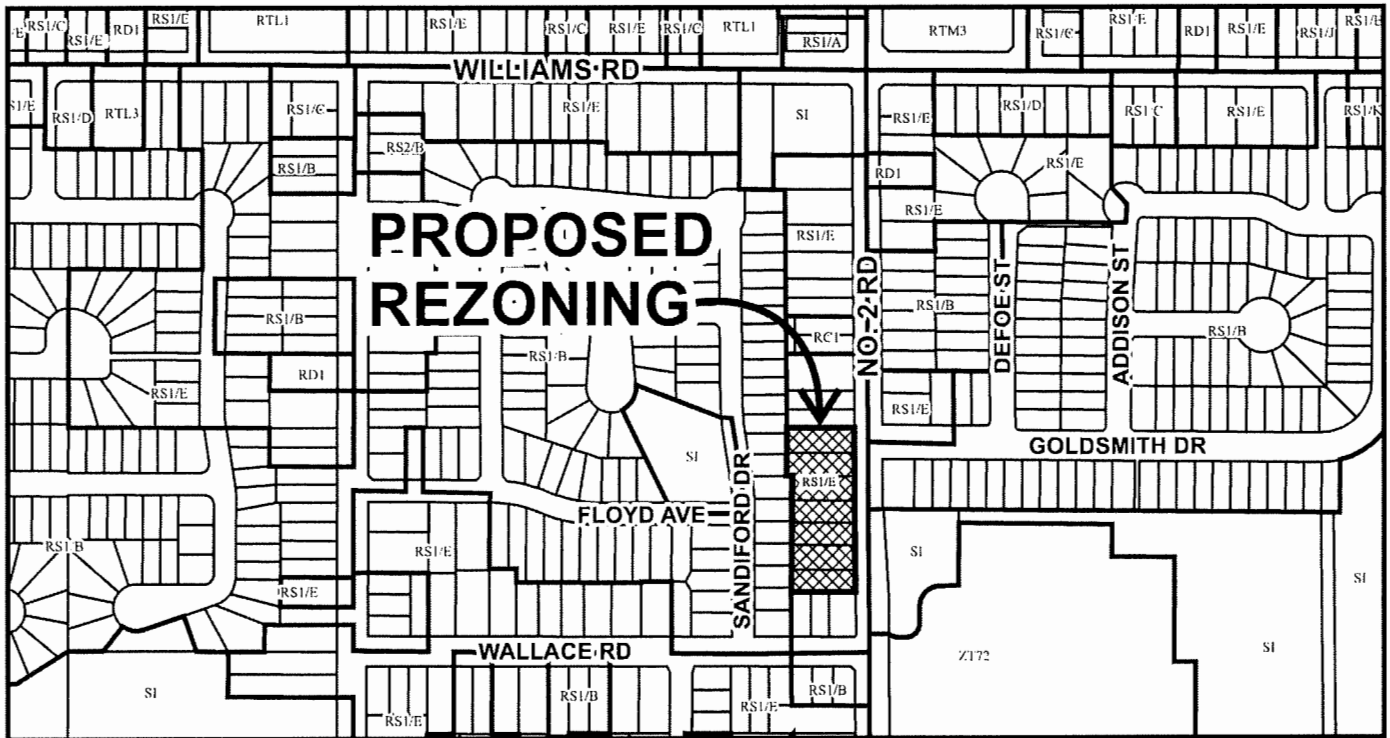 RS1/C
RS1/E
RD1
RS1/E
RTL1
RS1/E
RS1/C
RS1/E
RS1/C
RTL1
RS1/A
RTM3
RS1/C
RS1/E
RD1
RS1/E
RS1/J
WILLIAMS RD
RS1/D
RTL3
RS1/C
RS1/E
SI
RS1/E
RS1/D
RS1/C
RS1/E
RS1/K
RS2/B
RS1/B
RD1
RS1/E
RS1/E
RS1/E
PROPOSED
REZONING
NO. 2 RD
DEFOE ST
ADDISON ST
RS1/B
RS1/B
RS1/B
RC1
RS1/B
RD1
RS1/E
RS1/E
GOLDSMITH DR
SI
RS1/E
SANDIFORD DR
FLOYD AVE
RS1/B
RS1/E
RS1/E
SI
SI
WALLACE RD
ZT72
SI
SI
RS1/E
RS1/B
RS1/E
RS1/B